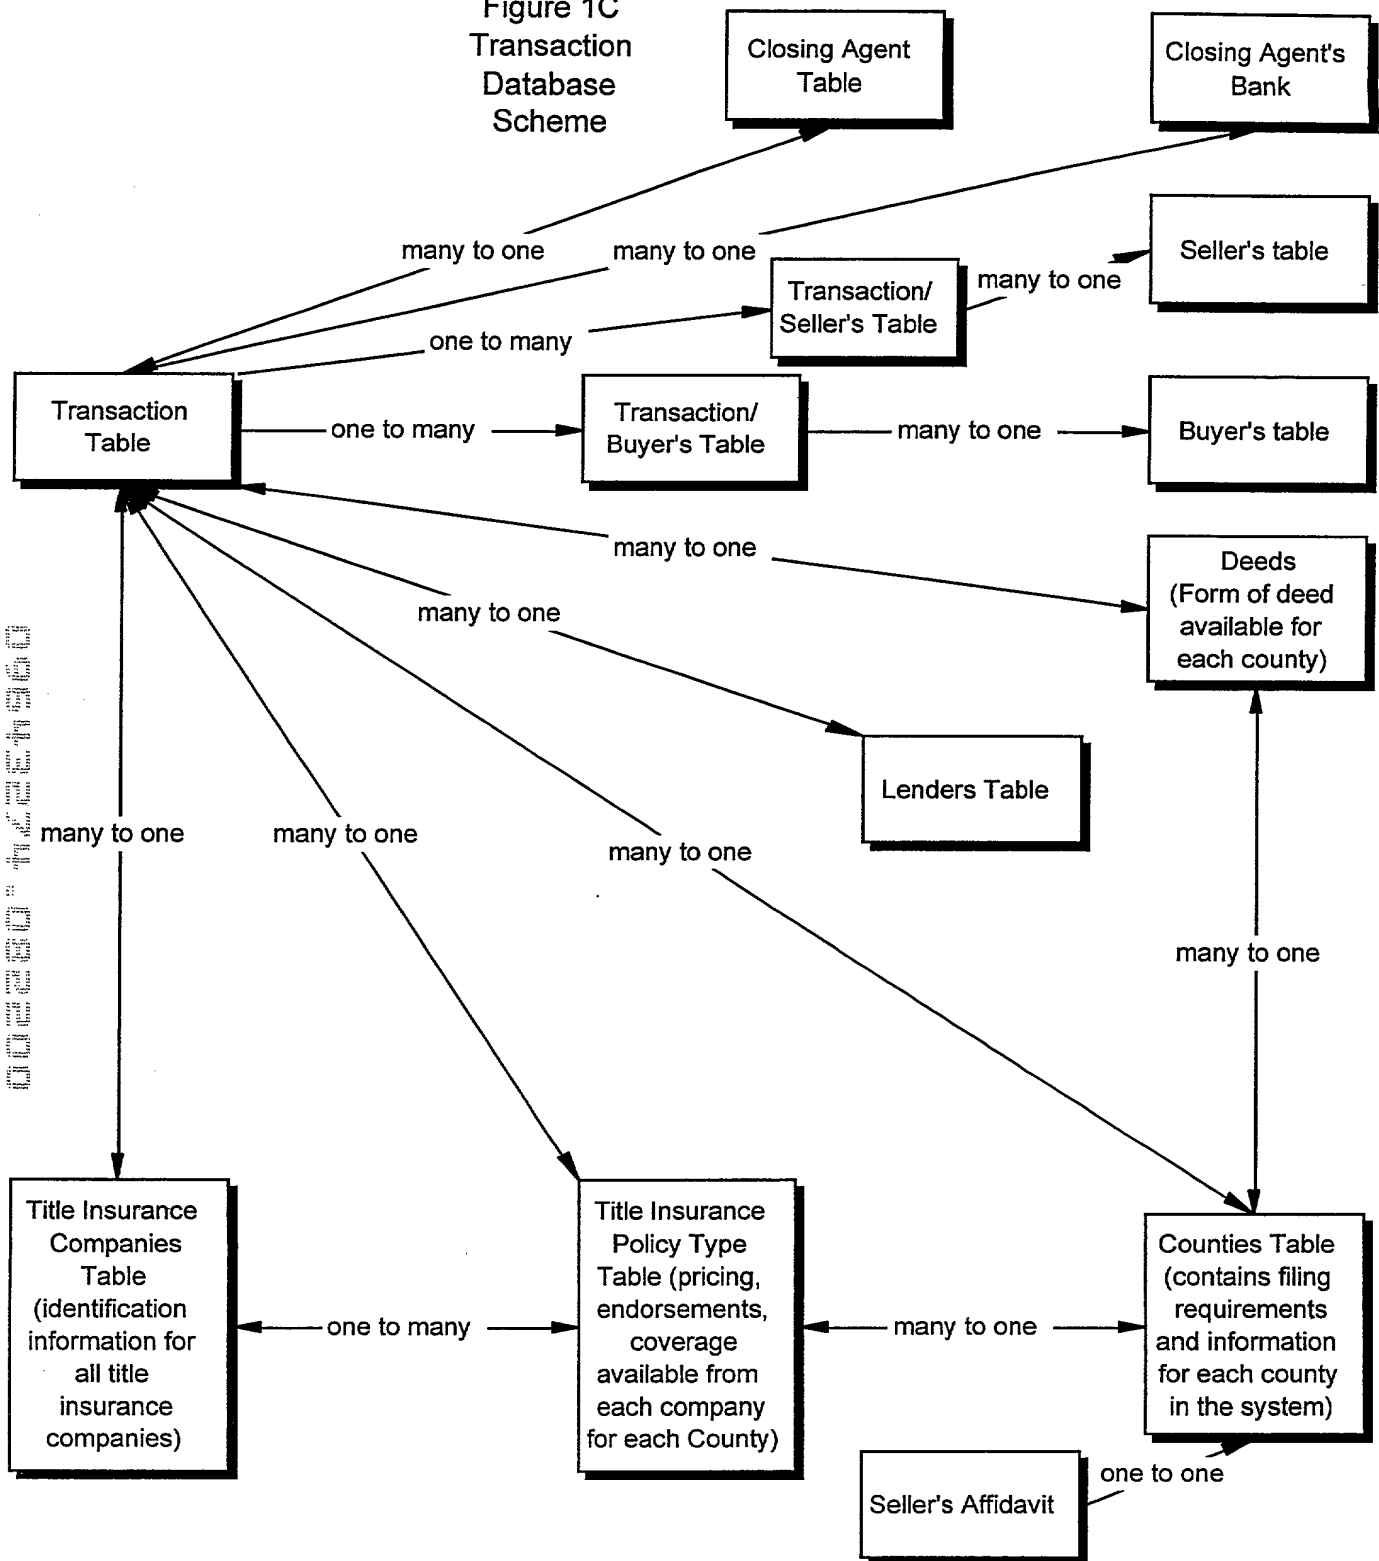 Figure 1C
Transaction
Database
Scheme
Closing Agent
Table
Closing Agent's
Bank
many to one
many to one
Seller's table
Transaction/
Seller's Table
many to one
one to many
Transaction
Table
one to many
Transaction/
Buyer's Table
many to one
Buyer's table
many to one
Deeds
(Form of deed
available for
each county)
many to one
Lenders Table
many to one
many to one
many to one
many to one
Title Insurance
Companies
Table
(identification
information for
all title
insurance
companies)
one to many
Title Insurance
Policy Type
Table (pricing,
endorsements,
coverage
available from
each company
for each County)
many to one
Counties Table
(contains filing
requirements
and information
for each county
in the system)
one to one
Seller's Affidavit